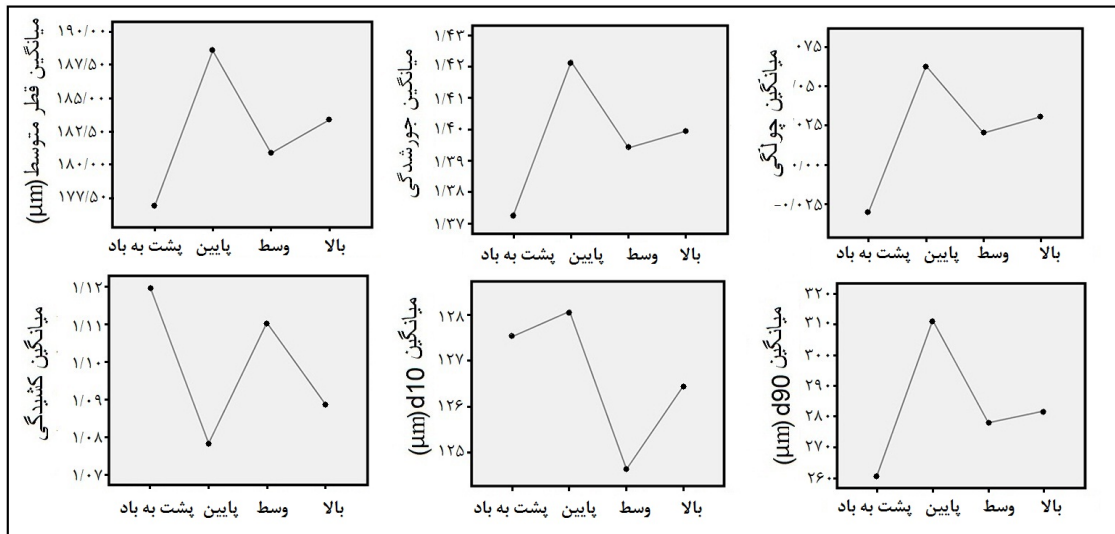 میانگین قطر متوسط (μm)
۱۹۰/۰۰
۱۸۷/۵۰
۱۸۵/۰۰
۱۸۲/۵۰
۱۸۰/۰۰
۱۷۷/۵۰
پشت به باد پایین وسط بالا
میانگین جورشدگی
۱/۴۳
۱/۴۲
۱/۴۱
۱/۴۰
۱/۳۹
۱/۳۸
۱/۳۷
پشت به باد پایین وسط بالا
میانگین چولگی
۰۷۵
/۰۵۰
/۰۲۵
/۰۰۰
-۰/۰۲۵
پشت به باد پایین وسط بالا
میانگین کشیدگی
۱/۱۲
۱/۱۱
۱/۱۰
۱/۰۹
۱/۰۸
۱/۰۷
پشت به باد پایین وسط بالا
میانگین d10 (μm)
۱۲۸
۱۲۷
۱۲۶
۱۲۵
پشت به باد پایین وسط بالا
میانگین d90 (μm)
۳۲۰
۳۱۰
۳۰۰
۲۹۰
۲۸۰
۲۷۰
۲۶۰
پشت به باد پایین وسط بالا